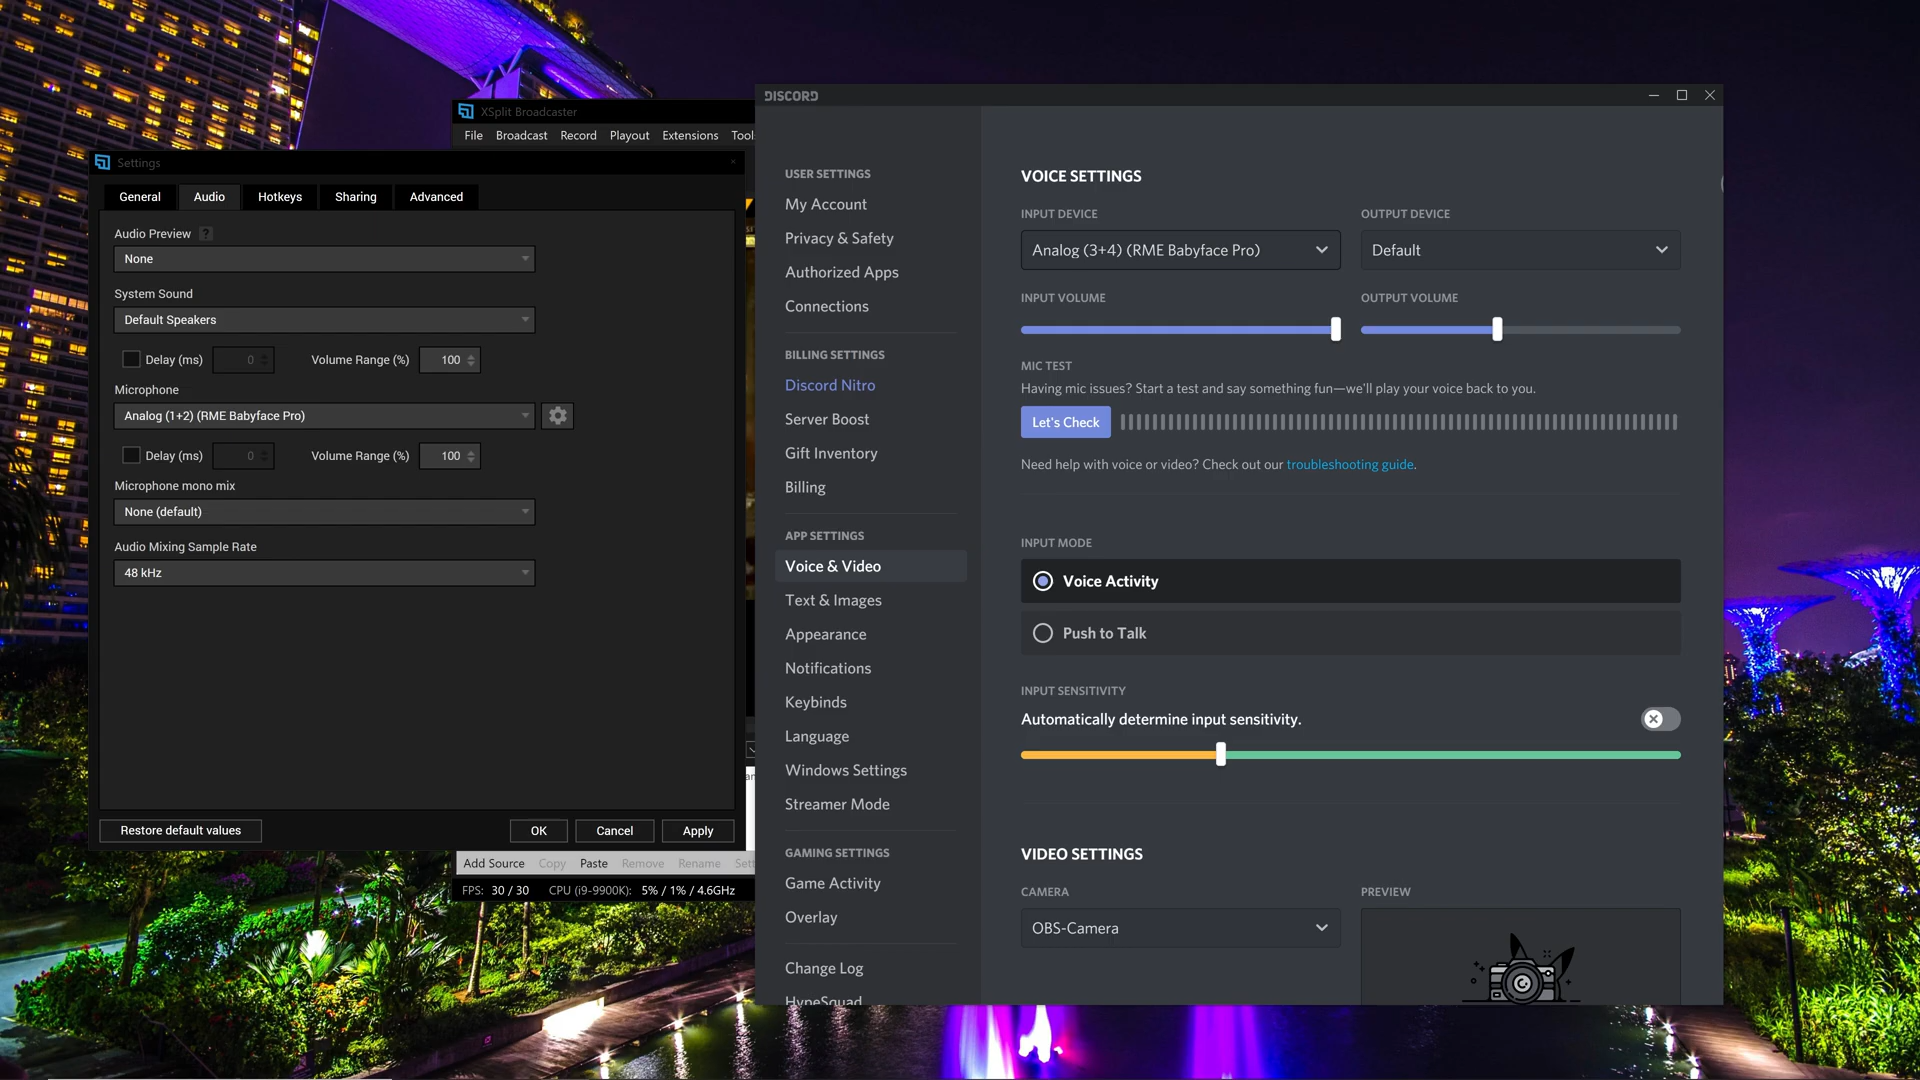 XSplit Broadcaster
File Broadcast Record Playout Extensions Tool
Settings
General Audio Hotkeys Sharing Advanced
Audio Preview ?
None
System Sound
Default Speakers
Delay (ms) 0 Volume Range (%) 100
Microphone
Analog (1+2) (RME Babyface Pro)
Delay (ms) 0 Volume Range (%) 100
Microphone mono mix
None (default)
Audio Mixing Sample Rate
48 kHz
Restore default values OK Cancel Apply
Add Source Copy Paste Remove Rename Sett
FPS: 30 / 30 CPU (i9-9900K): 5% / 1% / 4.6GHz
DISCORD
USER SETTINGS
My Account
Privacy & Safety
Authorized Apps
Connections
BILLING SETTINGS
Discord Nitro
Server Boost
Gift Inventory
Billing
APP SETTINGS
Voice & Video
Text & Images
Appearance
Notifications
Keybinds
Language
Windows Settings
Streamer Mode
GAMING SETTINGS
Game Activity
Overlay
Change Log
HypeSquad
VOICE SETTINGS
INPUT DEVICE OUTPUT DEVICE
Analog (3+4) (RME Babyface Pro) Default
INPUT VOLUME OUTPUT VOLUME
MIC TEST
Having mic issues? Start a test and say something fun—we'll play your voice back to you.
Let's Check
Need help with voice or video? Check out our troubleshooting guide.
INPUT MODE
Voice Activity
Push to Talk
INPUT SENSITIVITY
Automatically determine input sensitivity.
VIDEO SETTINGS
CAMERA PREVIEW
OBS-Camera